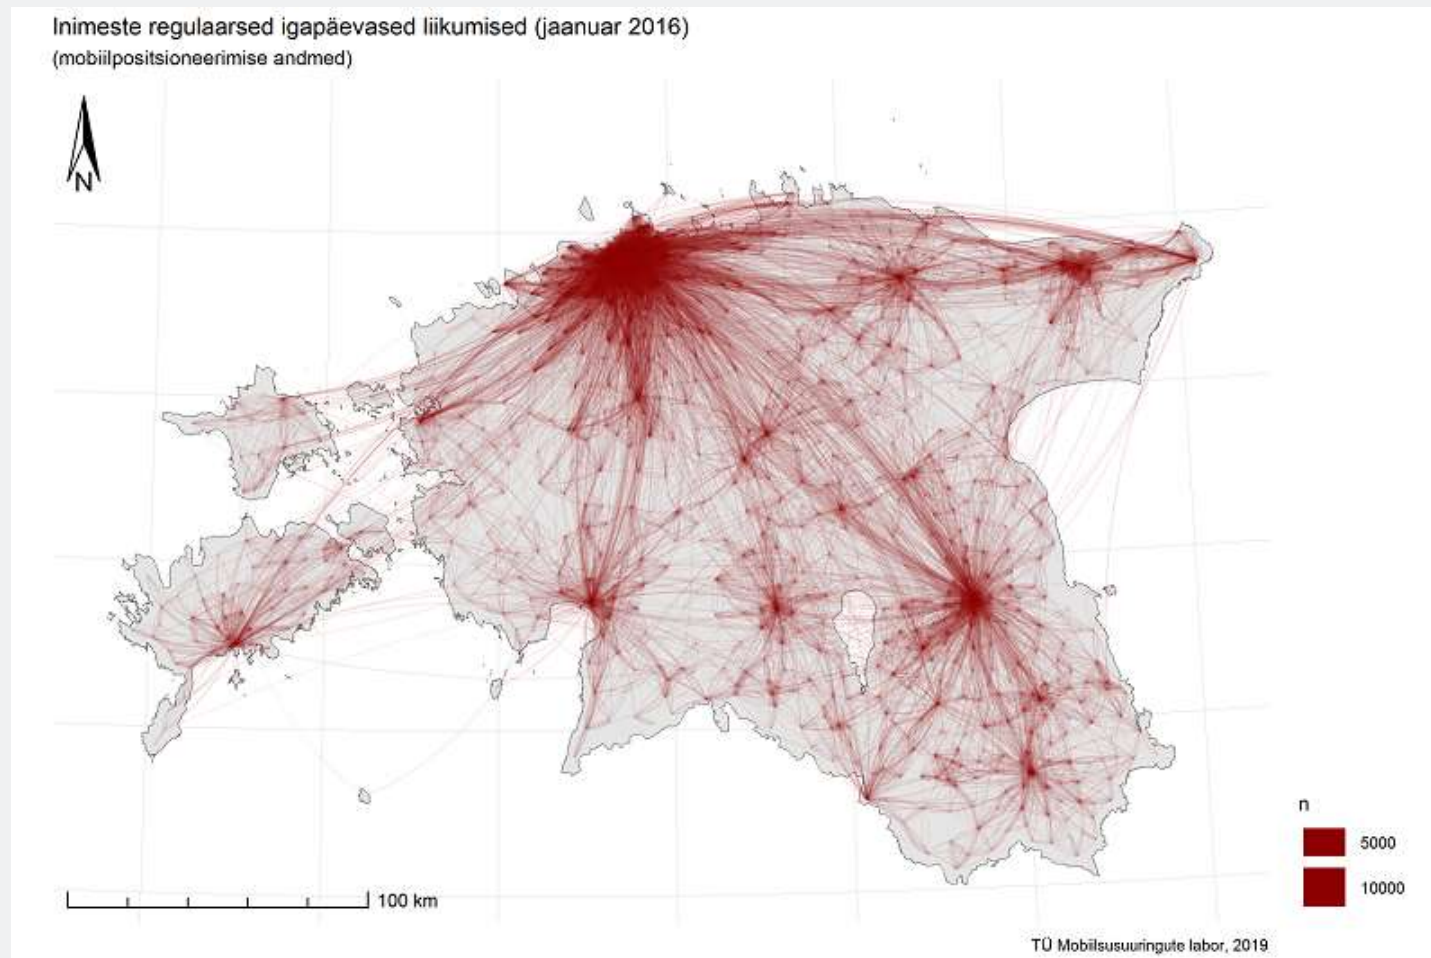 Inimeste regulaarsed igapäevased liikumised (jaanuar 2016)
(mobiilpositsioneerimise andmed)
N
n
5000
10000
100 km
TÜ Mobiilsusuuringute labor, 2019